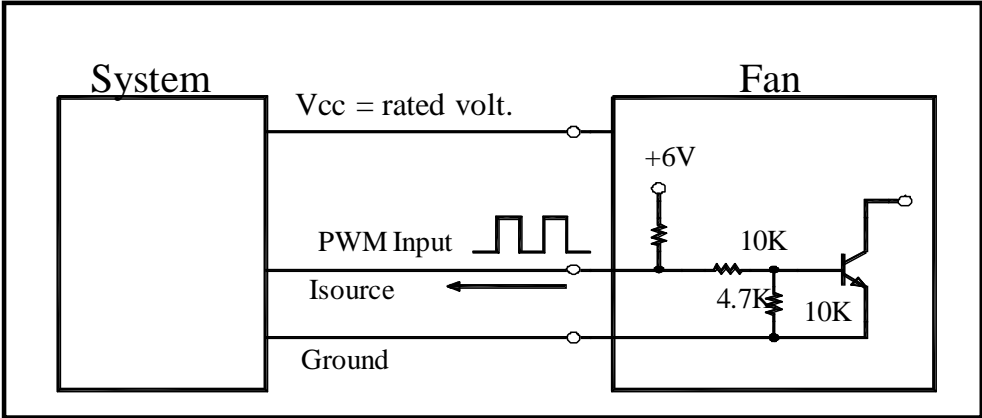 System
Fan
Vcc = rated volt.
+6V
PWM Input
10K
Isource
4.7K
10K
Ground